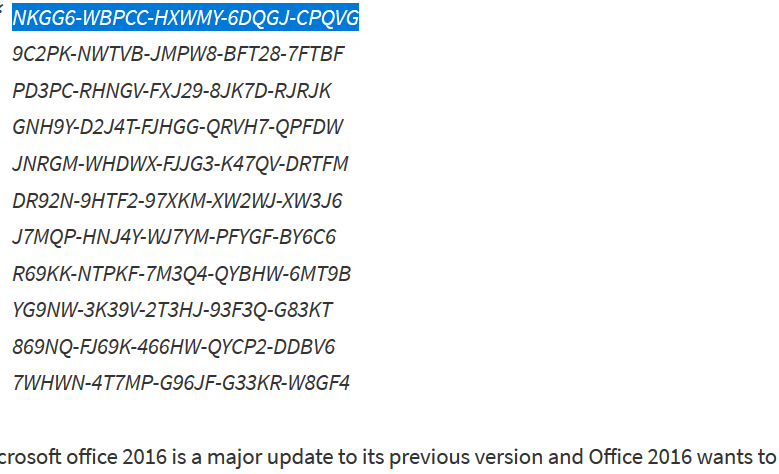 NKGG6-WBPCC-HXWMY-6DQGJ-CPQVG
9C2PK-NWTVB-JMPW8-BFT28-7FTBF
PD3PC-RHNGV-FXJ29-8JK7D-RJRJK
GNH9Y-D2J4T-FJHGG-QRVH7-QPFDW
JNRGM-WHDWX-FJJG3-K47QV-DRTFM
DR92N-9HTF2-97XKM-XW2WJ-XW3J6
J7MQP-HNJ4Y-WJ7YM-PFYGF-BY6C6
R69KK-NTPKF-7M3Q4-QYBHW-6MT9B
YG9NW-3K39V-2T3HJ-93F3Q-G83KT
869NQ-FJ69K-466HW-QYCP2-DDBV6
7WHWN-4T7MP-G96JF-G33KR-W8GF4
crosoft office 2016 is a major update to its previous version and Office 2016 wants to